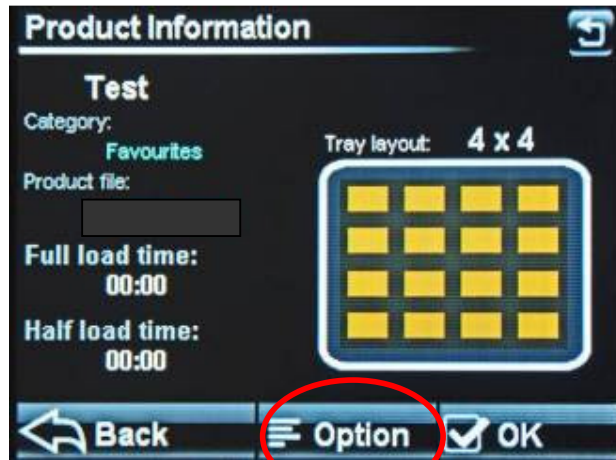 Product Information
Test
Category:
Favourites
Product file:
Full load time:
00:00
Half load time:
00:00
Tray layout: 4 x 4
Back
Option
OK